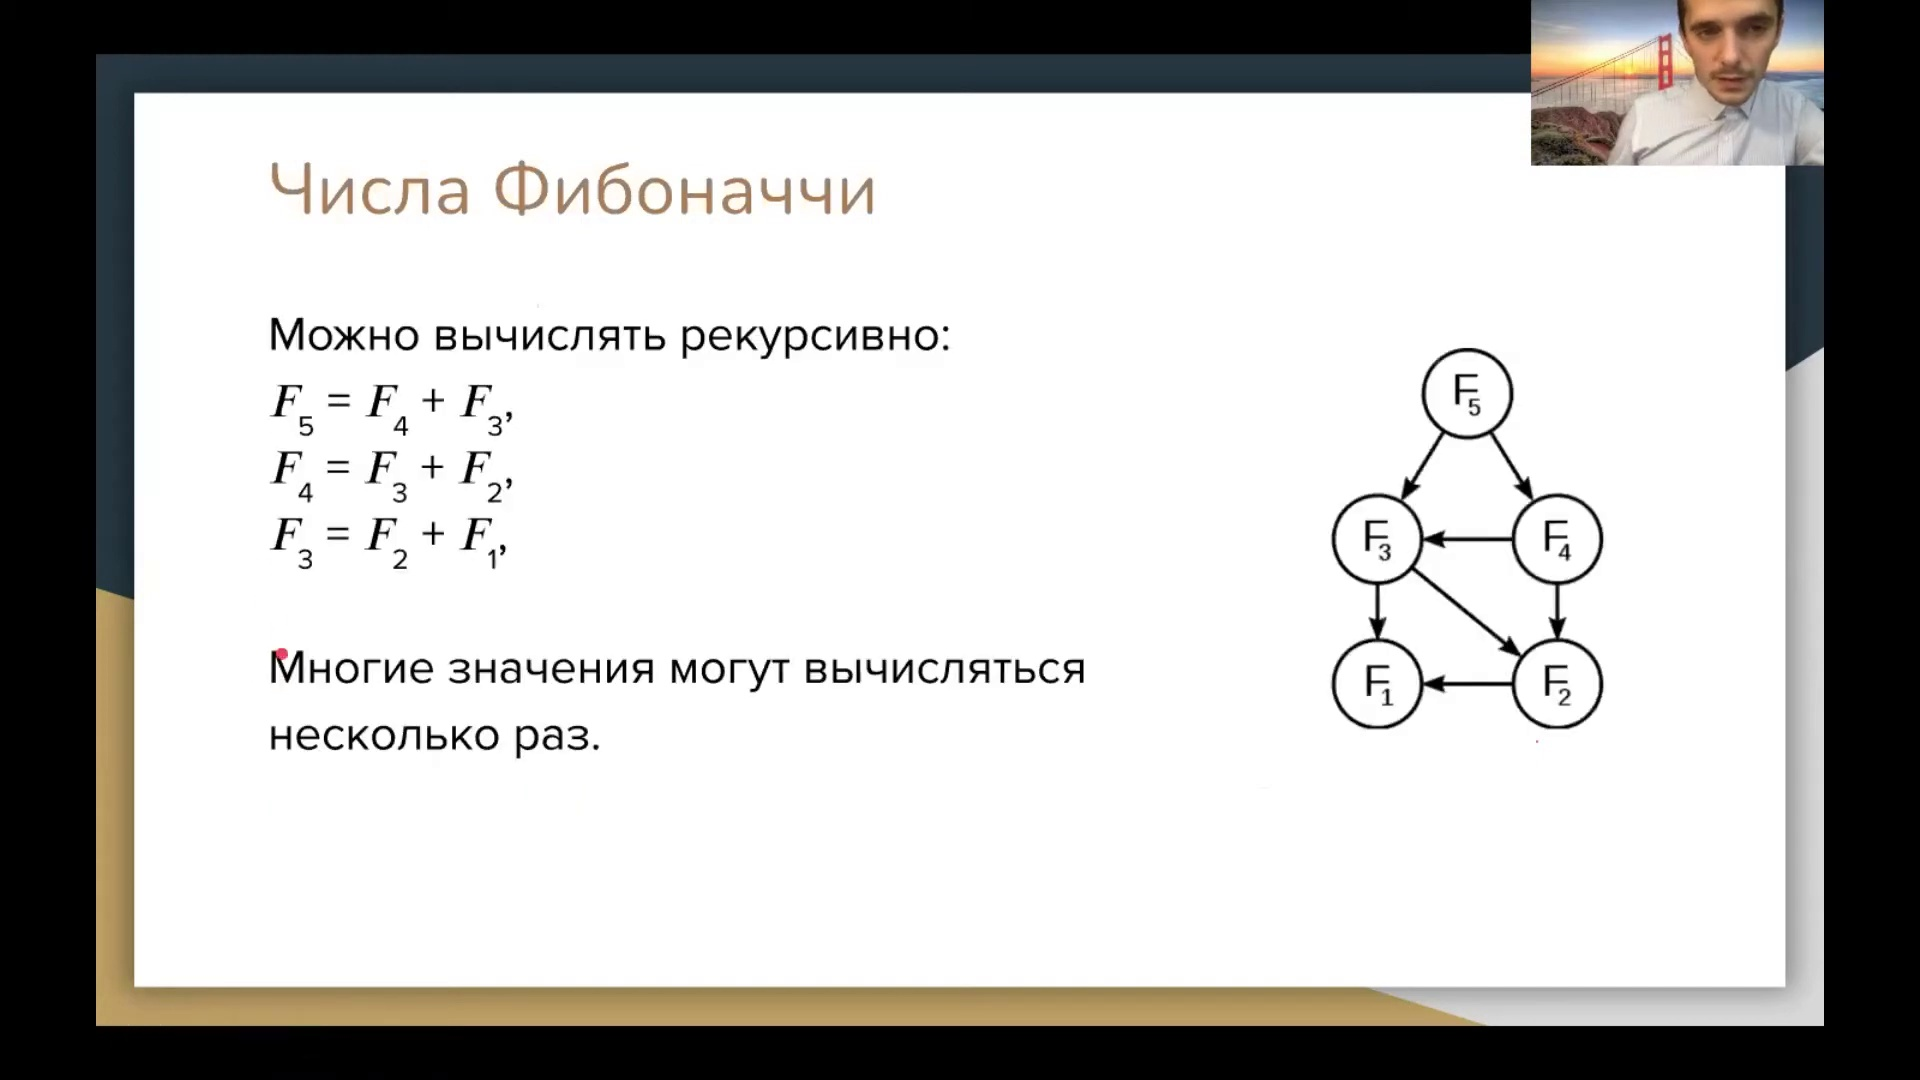 Числа Фибоначчи
Можно вычислять рекурсивно:
F₅ = F₄ + F₃,
F₄ = F₃ + F₂,
F₃ = F₂ + F₁,
Многие значения могут вычисляться
несколько раз.
F₅
F₃ F₄
F₁ F₂